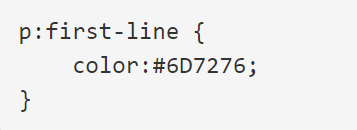 p:first-line {
    color:#6D7276;
}